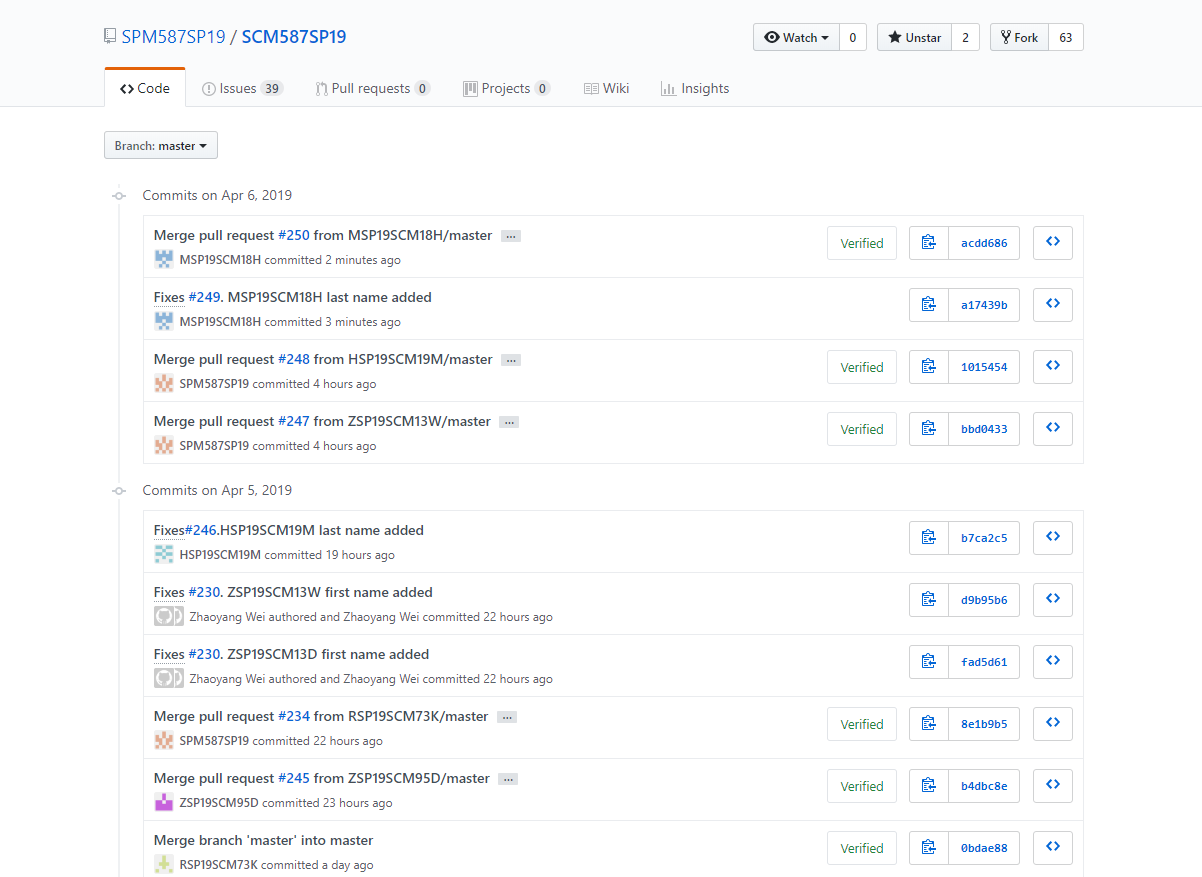 SPM587SP19 / SCM587SP19
Watch 0 Unstar 2 Fork 63
Code Issues 39 Pull requests 0 Projects 0 Wiki Insights
Branch: master
Commits on Apr 6, 2019
Merge pull request #250 from MSP19SCM18H/master ...
Verified acdd686
MSP19SCM18H committed 2 minutes ago
Fixes #249. MSP19SCM18H last name added
a17439b
MSP19SCM18H committed 3 minutes ago
Merge pull request #248 from HSP19SCM19M/master ...
Verified 1015454
SPM587SP19 committed 4 hours ago
Merge pull request #247 from ZSP19SCM13W/master ...
Verified bbd0433
SPM587SP19 committed 4 hours ago
Commits on Apr 5, 2019
Fixes#246.HSP19SCM19M last name added
b7ca2c5
HSP19SCM19M committed 19 hours ago
Fixes #230. ZSP19SCM13W first name added
d9b95b6
Zhaoyang Wei authored and Zhaoyang Wei committed 22 hours ago
Fixes #230. ZSP19SCM13D first name added
fad5d61
Zhaoyang Wei authored and Zhaoyang Wei committed 22 hours ago
Merge pull request #234 from RSP19SCM73K/master ...
Verified 8e1b9b5
SPM587SP19 committed 22 hours ago
Merge pull request #245 from ZSP19SCM95D/master ...
Verified b4dbc8e
ZSP19SCM95D committed 23 hours ago
Merge branch 'master' into master
Verified 0bdae88
RSP19SCM73K committed a day ago